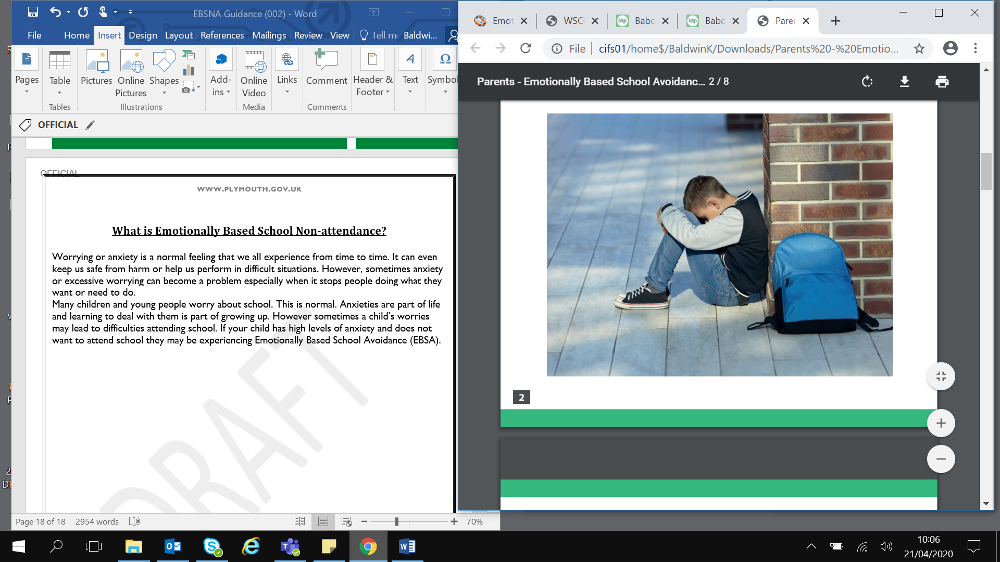 EBSNA Guidance (002) - Word
File Home Insert Design Layout References Mailings Review View Tell m Baldwi...
Pages
Table
Pictures
Online
Pictures
Shapes
Add-
ins
Online
Video
Links
Comment
Header &
Footer
Text
Symbol
Tables
Illustrations
Media
Comments
OFFICIAL
OFFICIAL
WWW.PLYMOUTH.GOV.UK
What is Emotionally Based School Non-attendance?
Worrying or anxiety is a normal feeling that we all experience from time to time. It can even
keep us safe from harm or help us perform in difficult situations. However, sometimes anxiety
or excessive worrying can become a problem especially when it stops people doing what they
want or need to do.
Many children and young people worry about school. This is normal. Anxieties are part of life
and learning to deal with them is part of growing up. However sometimes a child’s worries
may lead to difficulties attending school. If your child has high levels of anxiety and does not
want to attend school they may be experiencing Emotionally Based School Avoidance (EBSA).
DRAFT
Page 18 of 18 2954 words
70%
Emot WSC Babc Babc Paren
File cifs01/home$/BaldwinK/Downloads/Parents%20-%20Emotio...
Parents - Emotionally Based School Avoidanc... 2 / 8
2
10:06
21/04/2020